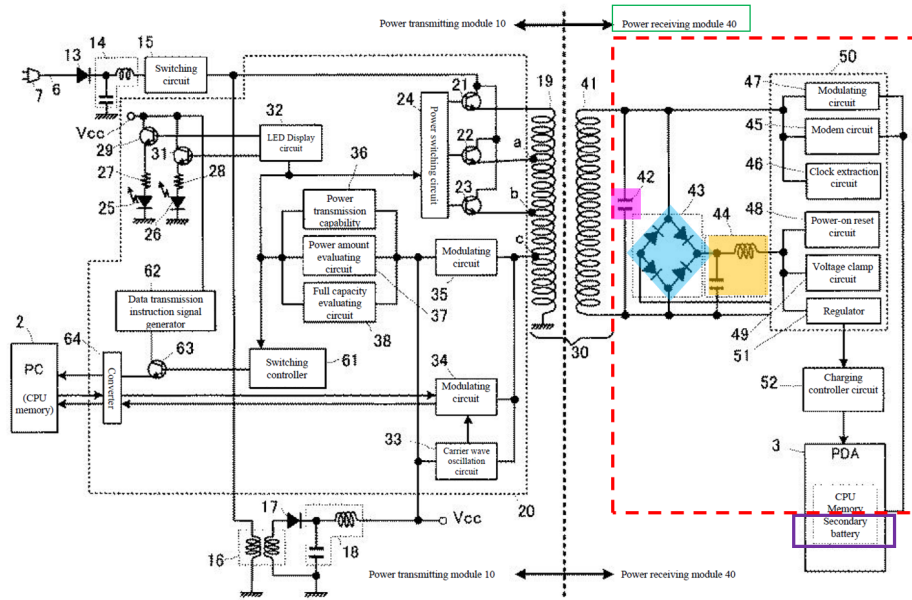 Power transmitting module 10
Power receiving module 40
13
14
15
Switching
circuit
7
6
Vcc
29
31
27
28
25
26
32
LED Display
circuit
24
Power switching circuit
21
22
23
19
41
a
b
c
36
Power
transmission
capability
Power amount
evaluating
circuit
37
Full capacity
evaluating
circuit
38
Modulating
circuit
35
62
Data transmission
instruction signal
generator
63
64
Converter
2
PC
(CPU
memory)
Switching
controller
61
34
Modulating
circuit
33
Carrier wave
oscillation
circuit
30
20
17
Vcc
16
18
42
43
44
50
47
Modulating
circuit
45
Modem circuit
46
Clock extraction
circuit
48
Power-on reset
circuit
Voltage clamp
circuit
49
51
Regulator
52
Charging
controller circuit
3
PDA
CPU
Memory
Secondary
battery
Power transmitting module 10
Power receiving module 40